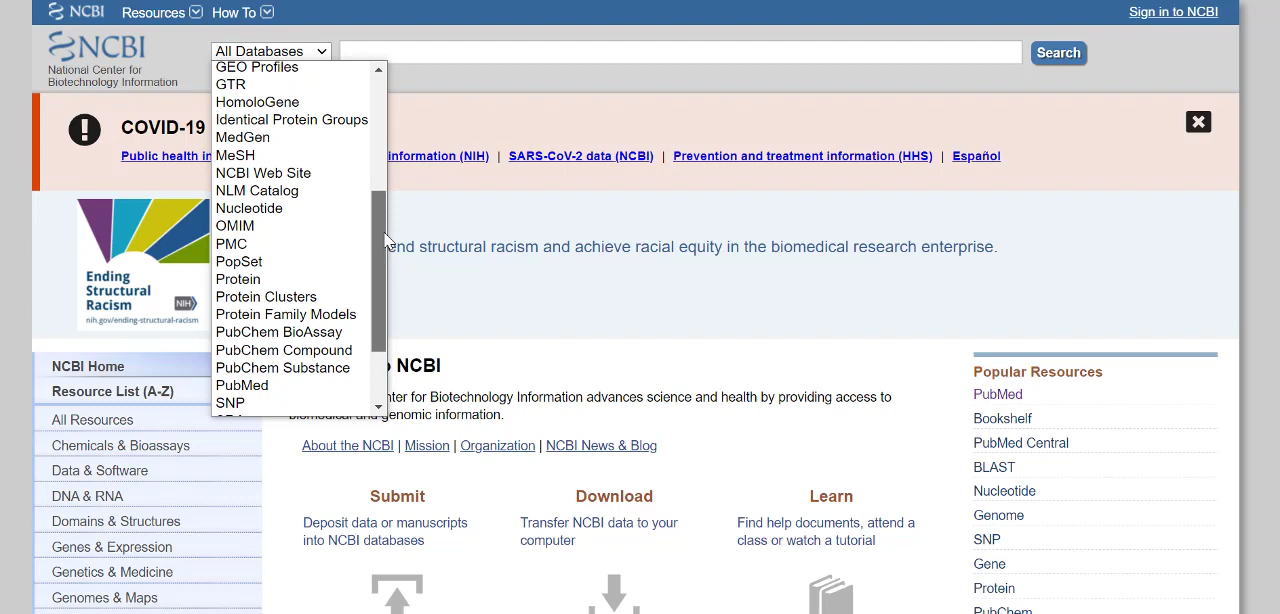 NCBI Resources How To Sign in to NCBI
NCBI
National Center for
Biotechnology Information
All Databases
Search
GEO Profiles
GTR
HomoloGene
Identical Protein Groups
MedGen
MeSH
NCBI Web Site
NLM Catalog
Nucleotide
OMIM
PMC
PopSet
Protein
Protein Clusters
Protein Family Models
PubChem BioAssay
PubChem Compound
PubChem Substance
PubMed
SNP
COVID-19
Public health in
information (NIH) | SARS-CoV-2 data (NCBI) | Prevention and treatment information (HHS) | Español
Ending
Structural
Racism
NIH
nih.gov/ending-structural-racism
end structural racism and achieve racial equity in the biomedical research enterprise.
NCBI Home
Resource List (A-Z)
All Resources
Chemicals & Bioassays
Data & Software
DNA & RNA
Domains & Structures
Genes & Expression
Genetics & Medicine
Genomes & Maps
NCBI
ter for Biotechnology Information advances science and health by providing access to
biomedical and genomic information.
About the NCBI | Mission | Organization | NCBI News & Blog
Submit
Deposit data or manuscripts
into NCBI databases
Download
Transfer NCBI data to your
computer
Learn
Find help documents, attend a
class or watch a tutorial
Popular Resources
PubMed
Bookshelf
PubMed Central
BLAST
Nucleotide
Genome
SNP
Gene
Protein
PubChem